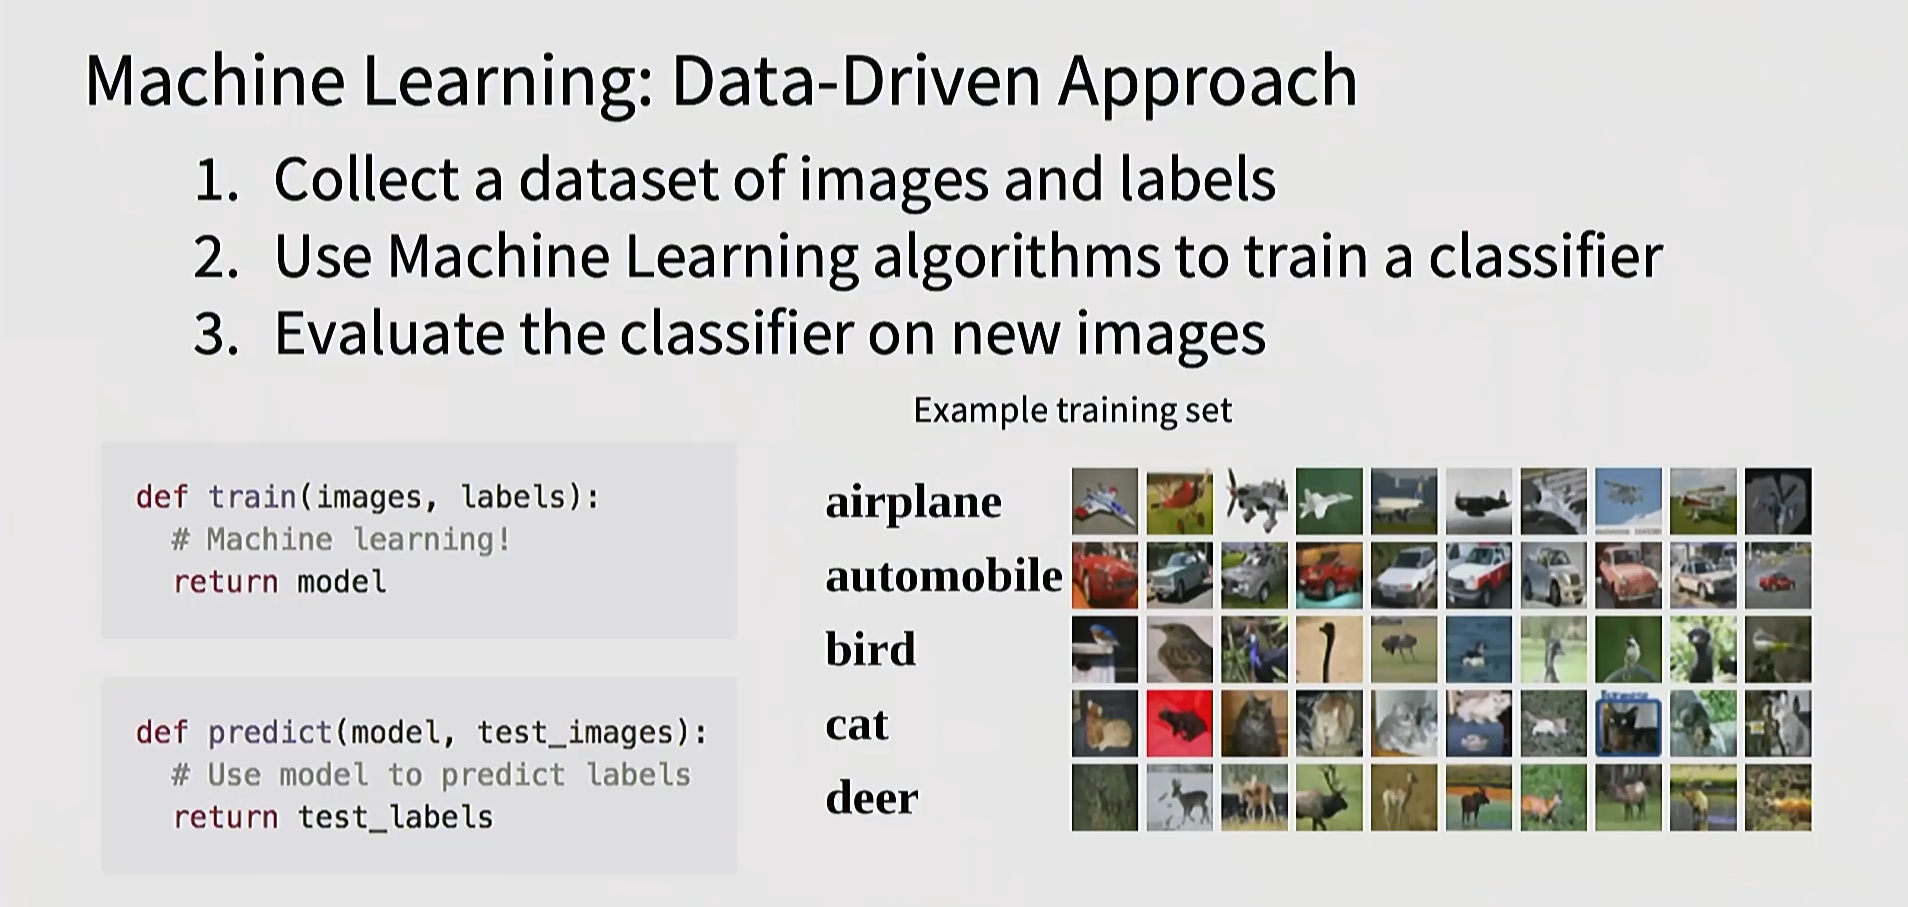 Machine Learning: Data-Driven Approach
1. Collect a dataset of images and labels
2. Use Machine Learning algorithms to train a classifier
3. Evaluate the classifier on new images
Example training set
def train(images, labels):
# Machine learning!
return model
def predict(model, test_images):
# Use model to predict labels
return test_labels
airplane
automobile
bird
cat
deer